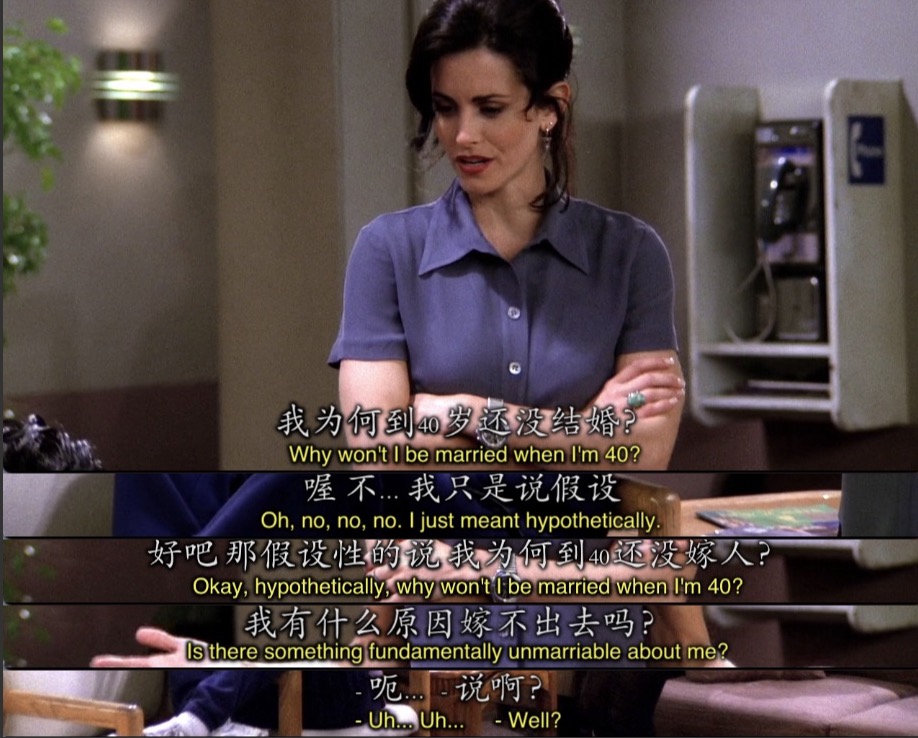 Phone
我为何到40岁还没结婚?
Why won't I be married when I'm 40?
喔 不... 我只是说假设
Oh, no, no, no. I just meant hypothetically.
好吧 那假设性的说 我为何到40还没嫁人?
Okay, hypothetically, why won't I be married when I'm 40?
我有什么原因嫁不出去吗?
Is there something fundamentally unmarriable about me?
- 呃... - 说啊?
- Uh... Uh... - Well?